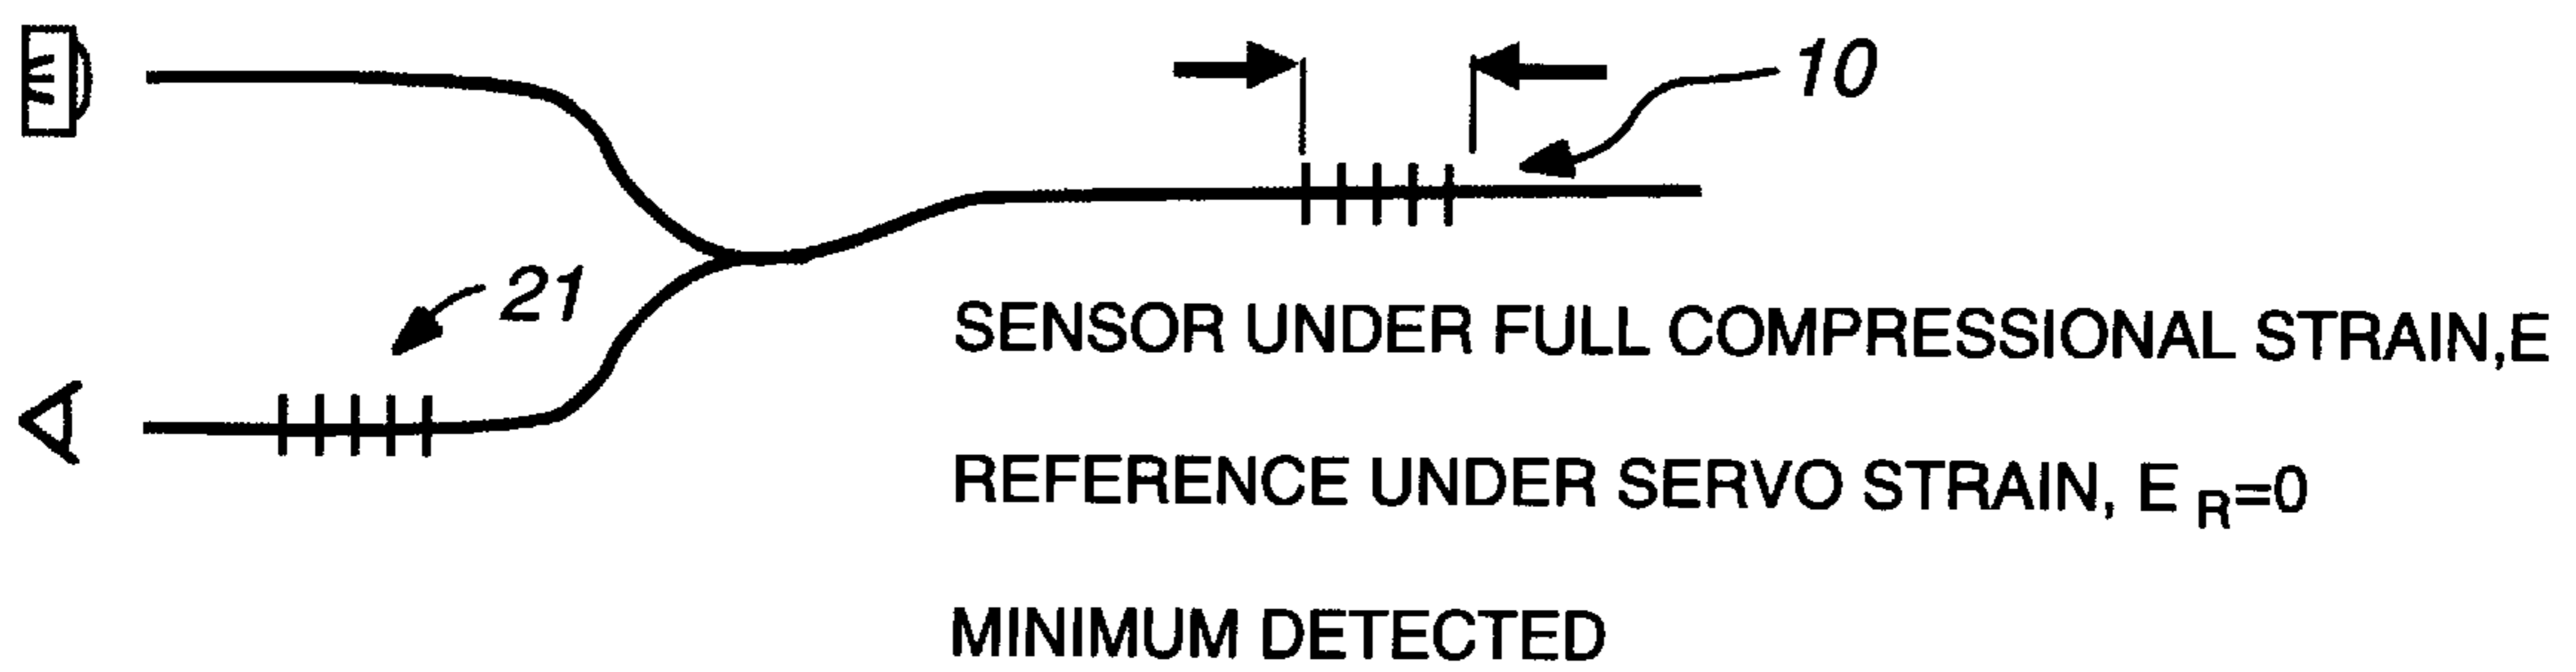 10
21
SENSOR UNDER FULL COMPRESSIONAL STRAIN,E
REFERENCE UNDER SERVO STRAIN, E R=0
MINIMUM DETECTED